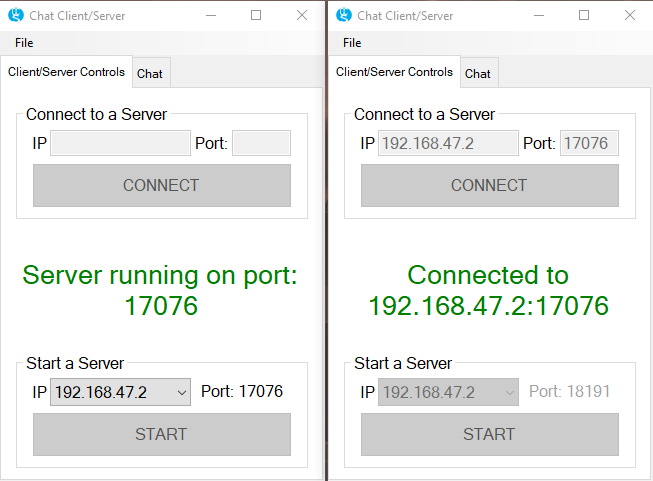 Chat Client/Server
File
Client/Server Controls Chat
Connect to a Server
IP Port:
CONNECT
Server running on port:
17076
Start a Server
IP 192.168.47.2 Port: 17076
START
Chat Client/Server
File
Client/Server Controls Chat
Connect to a Server
IP 192.168.47.2 Port: 17076
CONNECT
Connected to
192.168.47.2:17076
Start a Server
IP 192.168.47.2 Port: 18191
START